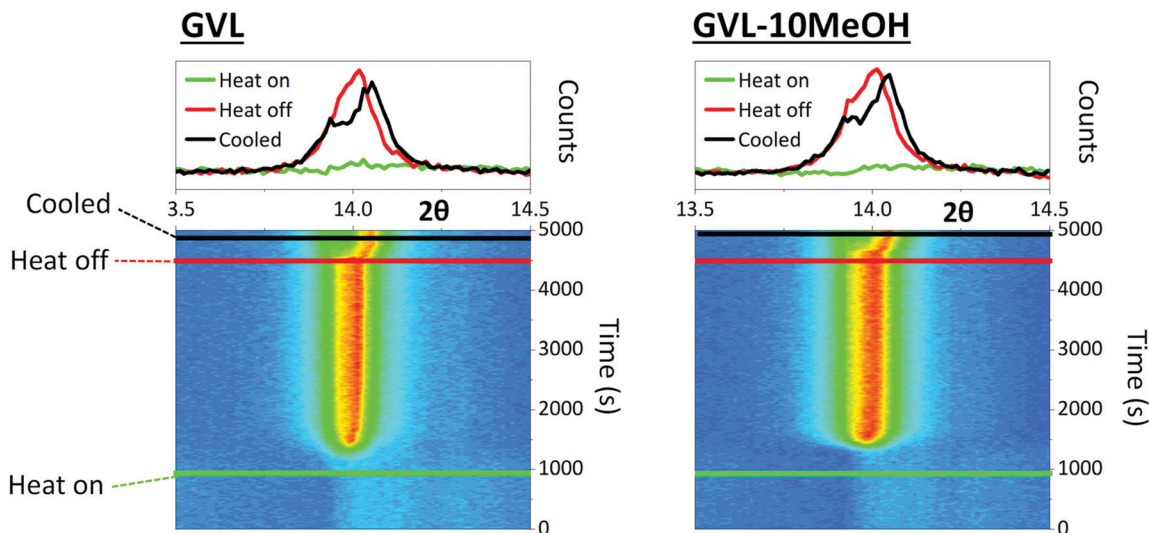 GVL
GVL-10MeOH
Heat on
Heat off
Cooled
Counts
Heat on
Heat off
Cooled
Counts
3.5 14.0 2θ 14.5
13.5 14.0 2θ 14.5
Cooled
Heat off
Heat on
5000
4000
3000
2000
1000
0
Time (s)
5000
4000
3000
2000
1000
0
Time (s)